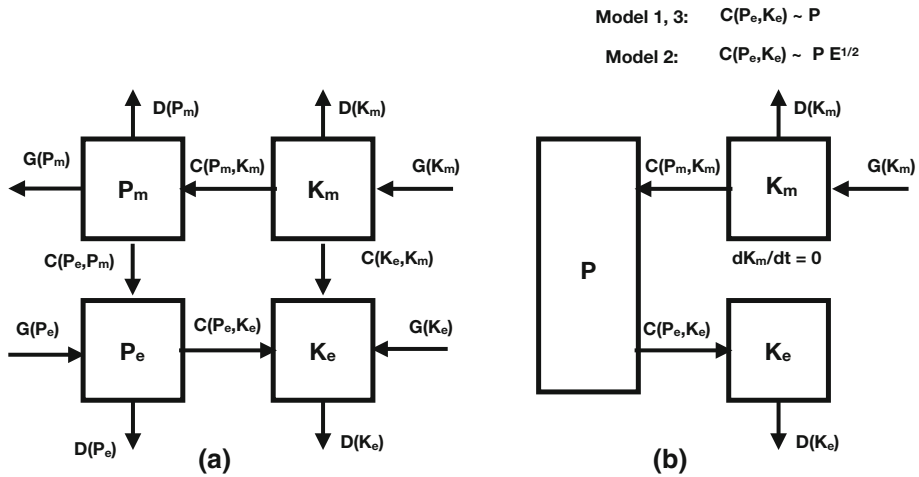 Model 1, 3: C(Pe,Ke) ~ P
Model 2: C(Pe,Ke) ~ P E1/2
D(Pm)
D(Km)
G(Pm)
Pm
C(Pm,Km)
Km
G(Km)
C(Pe,Pm)
C(Ke,Km)
G(Pe)
Pe
C(Pe,Ke)
Ke
G(Ke)
D(Pe)
D(Ke)
(a)
D(Km)
P
C(Pm,Km)
Km
G(Km)
dKm/dt = 0
C(Pe,Ke)
Ke
D(Ke)
(b)